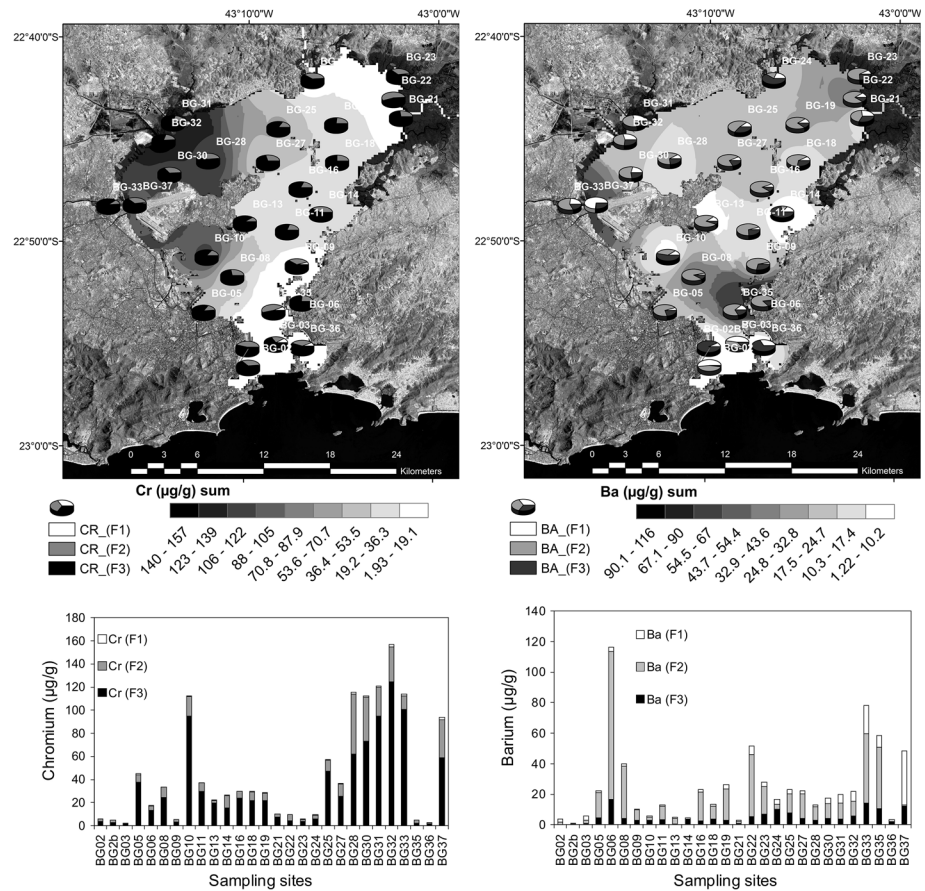 43°10'0"W
43°00'0"W
43°10'0"W
43°00'0"W
22°40'0"S
22°50'0"S
23°00'0"S
BG-23
BG-22
BG-21
BG-31
BG-32
BG-25
BG-28
BG-27
BG-18
BG-30
BG-16
BG-33
BG-37
BG-14
BG-13
BG-11
BG-10
BG-09
BG-08
BG-35
BG-05
BG-06
BG-03
BG-36
22°40'0"S
22°50'0"S
23°00'0"S
BG-24
BG-23
BG-22
BG-19
BG-21
BG-31
BG-32
BG-25
BG-28
BG-27
BG-18
BG-30
BG-16
BG-33
BG-37
BG-14
BG-13
BG-11
BG-10
BG-09
BG-08
BG-35
BG-05
BG-06
BG-02B
BG-03
BG-36
0 3 6 12 18 24
Kilometers
0 3 6 12 18 24
Kilometers
Cr (µg/g) sum
CR_(F1)
CR_(F2)
CR_(F3)
140 - 157
123 - 139
106 - 122
88 - 105
70.8 - 87.9
53.6 - 70.7
36.4 - 53.5
19.2 - 36.3
1.93 - 19.1
Ba (µg/g) sum
BA_(F1)
BA_(F2)
BA_(F3)
90.1 - 116
67.1 - 90
54.5 - 67
43.7 - 54.4
32.9 - 43.6
24.8 - 32.8
17.5 - 24.7
10.3 - 17.4
1.22 - 10.2
Chromium (µg/g)
180
160
140
120
100
80
60
40
20
0
Cr (F1)
Cr (F2)
Cr (F3)
BG02 BG2b BG03 BG05 BG06 BG08 BG09 BG10 BG11 BG13 BG14 BG16 BG18 BG19 BG21 BG22 BG23 BG24 BG25 BG27 BG28 BG30 BG31 BG32 BG33 BG35 BG36 BG37
Sampling sites
Barium (µg/g)
140
120
100
80
60
40
20
0
Ba (F1)
Ba (F2)
Ba (F3)
BG02 BG2b BG03 BG05 BG06 BG08 BG09 BG10 BG11 BG13 BG14 BG16 BG18 BG19 BG21 BG22 BG23 BG24 BG25 BG27 BG28 BG30 BG31 BG32 BG33 BG35 BG36 BG37
Sampling sites